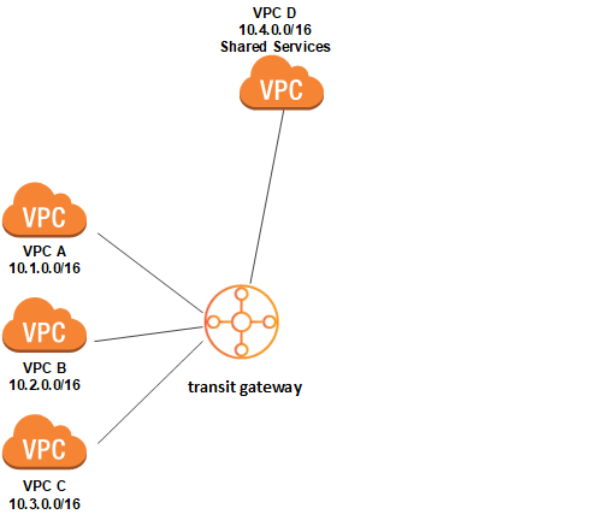 VPC D
10.4.0.0/16
Shared Services
VPC
VPC
VPC A
10.1.0.0/16
VPC
VPC B
10.2.0.0/16
transit gateway
VPC
VPC C
10.3.0.0/16